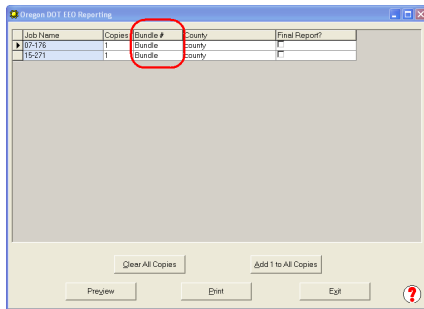 Oregon DOT EEO Reporting
Job Name Copies Bundle # County Final Report?
07-176 1 Bundle county
15-271 1 Bundle county
Clear All Copies Add 1 to All Copies
Preview Print Exit
?